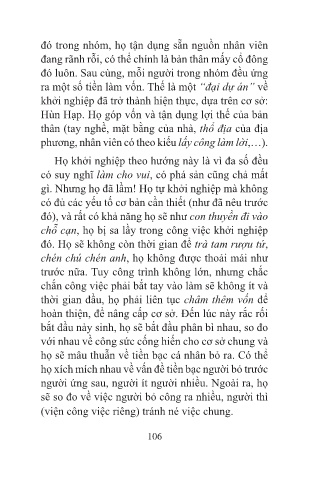 đó trong nhóm, họ tận dụng sẵn nguồn nhân viên
đang rảnh rỗi, có thể chính là bản thân mấy cổ đông
đó luôn. Sau cùng, mỗi người trong nhóm đều ứng
ra một số tiền làm vốn. Thế là một “đại dự án” về
khởi nghiệp đã trở thành hiện thực, dựa trên cơ sở:
Hùn Hạp. Họ góp vốn và tận dụng lợi thế của bản
thân (tay nghề, mặt bằng của nhà, thổ địa của địa
phương, nhân viên có theo kiểu lấy công làm lời,…).
Họ khởi nghiệp theo hướng này là vì đa số đều
có suy nghĩ làm cho vui, có phá sản cũng chả mất
gì. Nhưng họ đã lầm! Họ tự khởi nghiệp mà không
có đủ các yếu tố cơ bản cần thiết (như đã nêu trước
đó), và rất có khả năng họ sẽ như con thuyền đi vào
chỗ cạn, họ bị sa lầy trong công việc khởi nghiệp
đó. Họ sẽ không còn thời gian để trà tam rượu tứ,
chén chú chén anh, họ không được thoải mái như
trước nữa. Tuy công trình không lớn, nhưng chắc
chắn công việc phải bắt tay vào làm sẽ không ít và
thời gian đầu, họ phải liên tục châm thêm vốn để
hoàn thiện, để nâng cấp cơ sở. Đến lúc này rắc rối
bắt đầu nảy sinh, họ sẽ bắt đầu phân bì nhau, so đo
với nhau về công sức cống hiến cho cơ sở chung và
họ sẽ mâu thuẫn về tiền bạc cá nhân bỏ ra. Có thể
họ xích mích nhau về vấn đề tiền bạc người bỏ trước
người ứng sau, người ít người nhiều. Ngoài ra, họ
sẽ so đo về việc người bỏ công ra nhiều, người thì
(viện công việc riêng) tránh né việc chung.
106